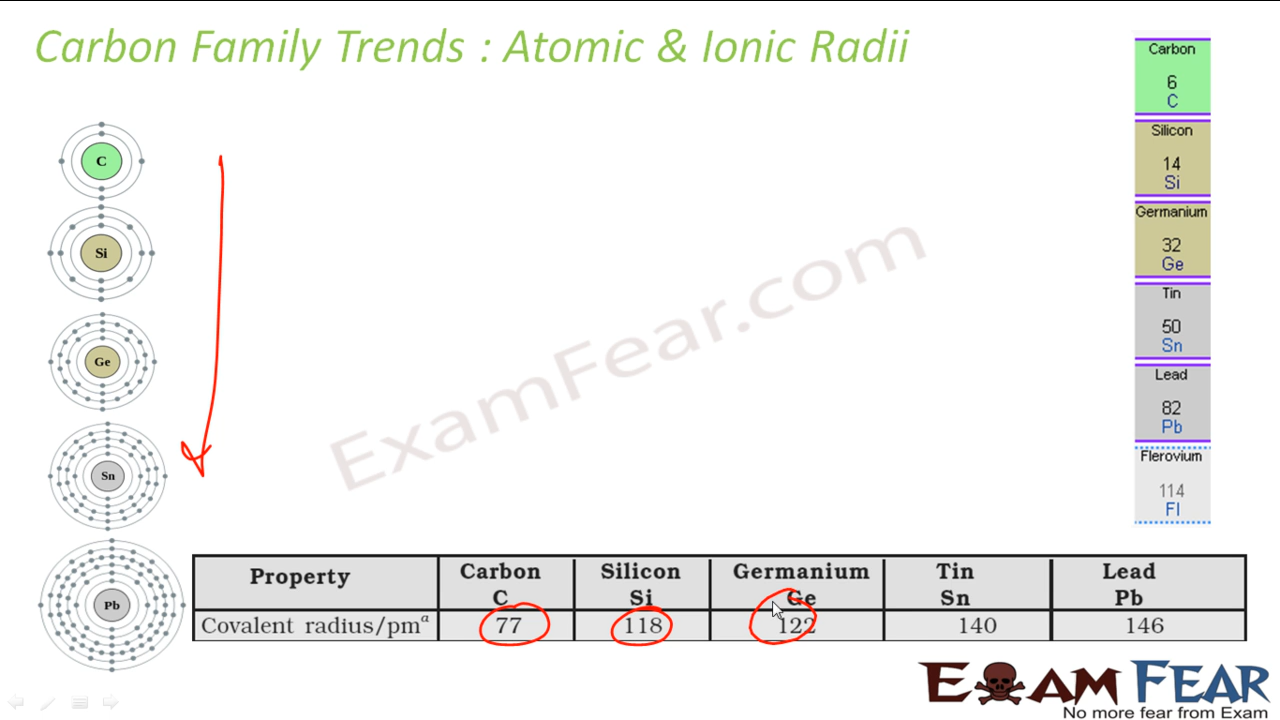 Carbon Family Trends : Atomic & Ionic Radii
Carbon
6
C
Silicon
14
Si
Germanium
32
Ge
Tin
50
Sn
Lead
82
Pb
Flerovium
114
Fl
C
Si
Ge
Sn
Pb
ExamFear.com
Property Carbon Silicon Germanium Tin Lead
C Si Ge Sn Pb
Covalent radius/pmᵃ 77 118 122 140 146
EXAM FEAR
No more fear from Exam